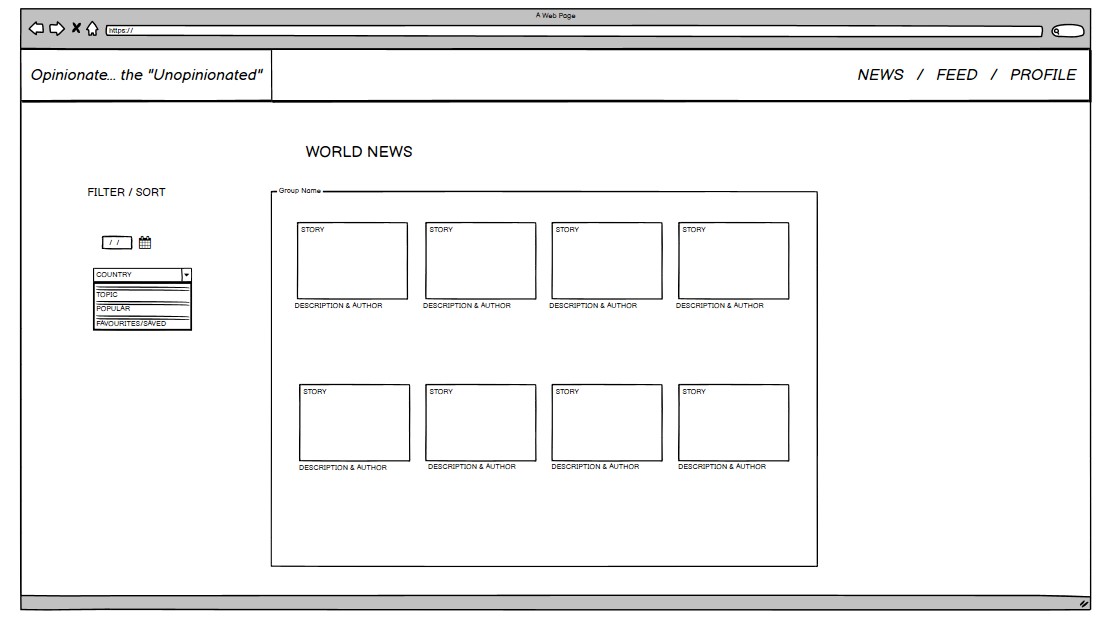 A Web Page
https://
Opinionate... the "Unopinionated"
NEWS / FEED / PROFILE
WORLD NEWS
FILTER / SORT
Group Name
/ /
COUNTRY
TOPIC
POPULAR
FAVOURITES/SAVED
STORY STORY STORY STORY
DESCRIPTION & AUTHOR DESCRIPTION & AUTHOR DESCRIPTION & AUTHOR DESCRIPTION & AUTHOR
STORY STORY STORY STORY
DESCRIPTION & AUTHOR DESCRIPTION & AUTHOR DESCRIPTION & AUTHOR DESCRIPTION & AUTHOR